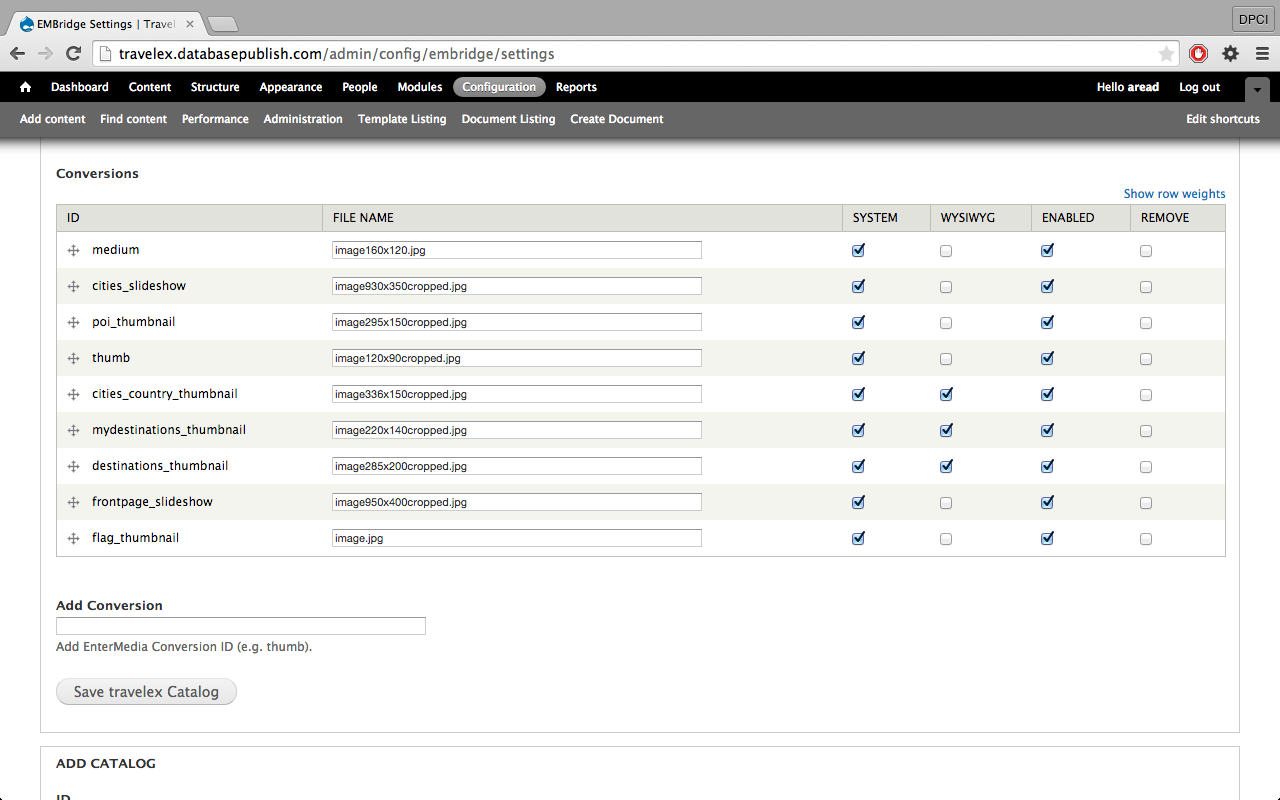 EMBridge Settings | Travel
DPCI
travelex.databasepublish.com/admin/config/embridge/settings
Dashboard Content Structure Appearance People Modules Configuration Reports Hello aread Log out
Add content Find content Performance Administration Template Listing Document Listing Create Document Edit shortcuts
Conversions
Show row weights
ID FILE NAME SYSTEM WYSIWYG ENABLED REMOVE
medium image160x120.jpg
cities_slideshow image930x350cropped.jpg
poi_thumbnail image295x150cropped.jpg
thumb image120x90cropped.jpg
cities_country_thumbnail image336x150cropped.jpg
mydestinations_thumbnail image220x140cropped.jpg
destinations_thumbnail image285x200cropped.jpg
frontpage_slideshow image950x400cropped.jpg
flag_thumbnail image.jpg
Add Conversion
Add EnterMedia Conversion ID (e.g. thumb).
Save travelex Catalog
ADD CATALOG
ID